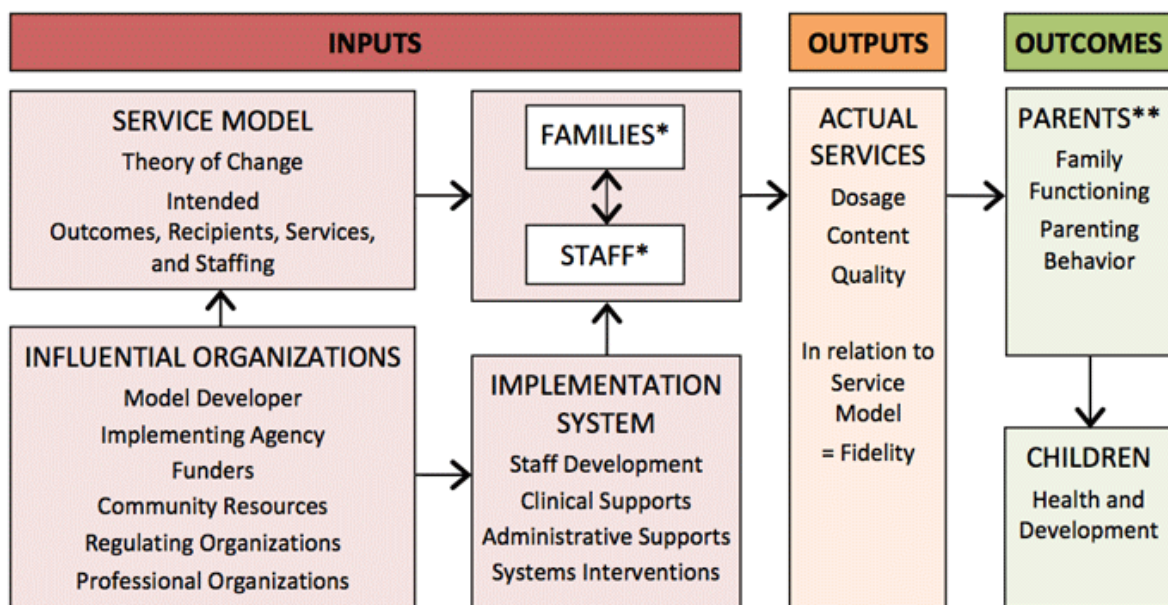 INPUTS
OUTPUTS
OUTCOMES
SERVICE MODEL
Theory of Change
Intended
Outcomes, Recipients, Services,
and Staffing
FAMILIES*
STAFF*
INFLUENTIAL ORGANIZATIONS
Model Developer
Implementing Agency
Funders
Community Resources
Regulating Organizations
Professional Organizations
IMPLEMENTATION
SYSTEM
Staff Development
Clinical Supports
Administrative Supports
Systems Interventions
ACTUAL
SERVICES
Dosage
Content
Quality
In relation to
Service
Model
= Fidelity
PARENTS**
Family
Functioning
Parenting
Behavior
CHILDREN
Health and
Development